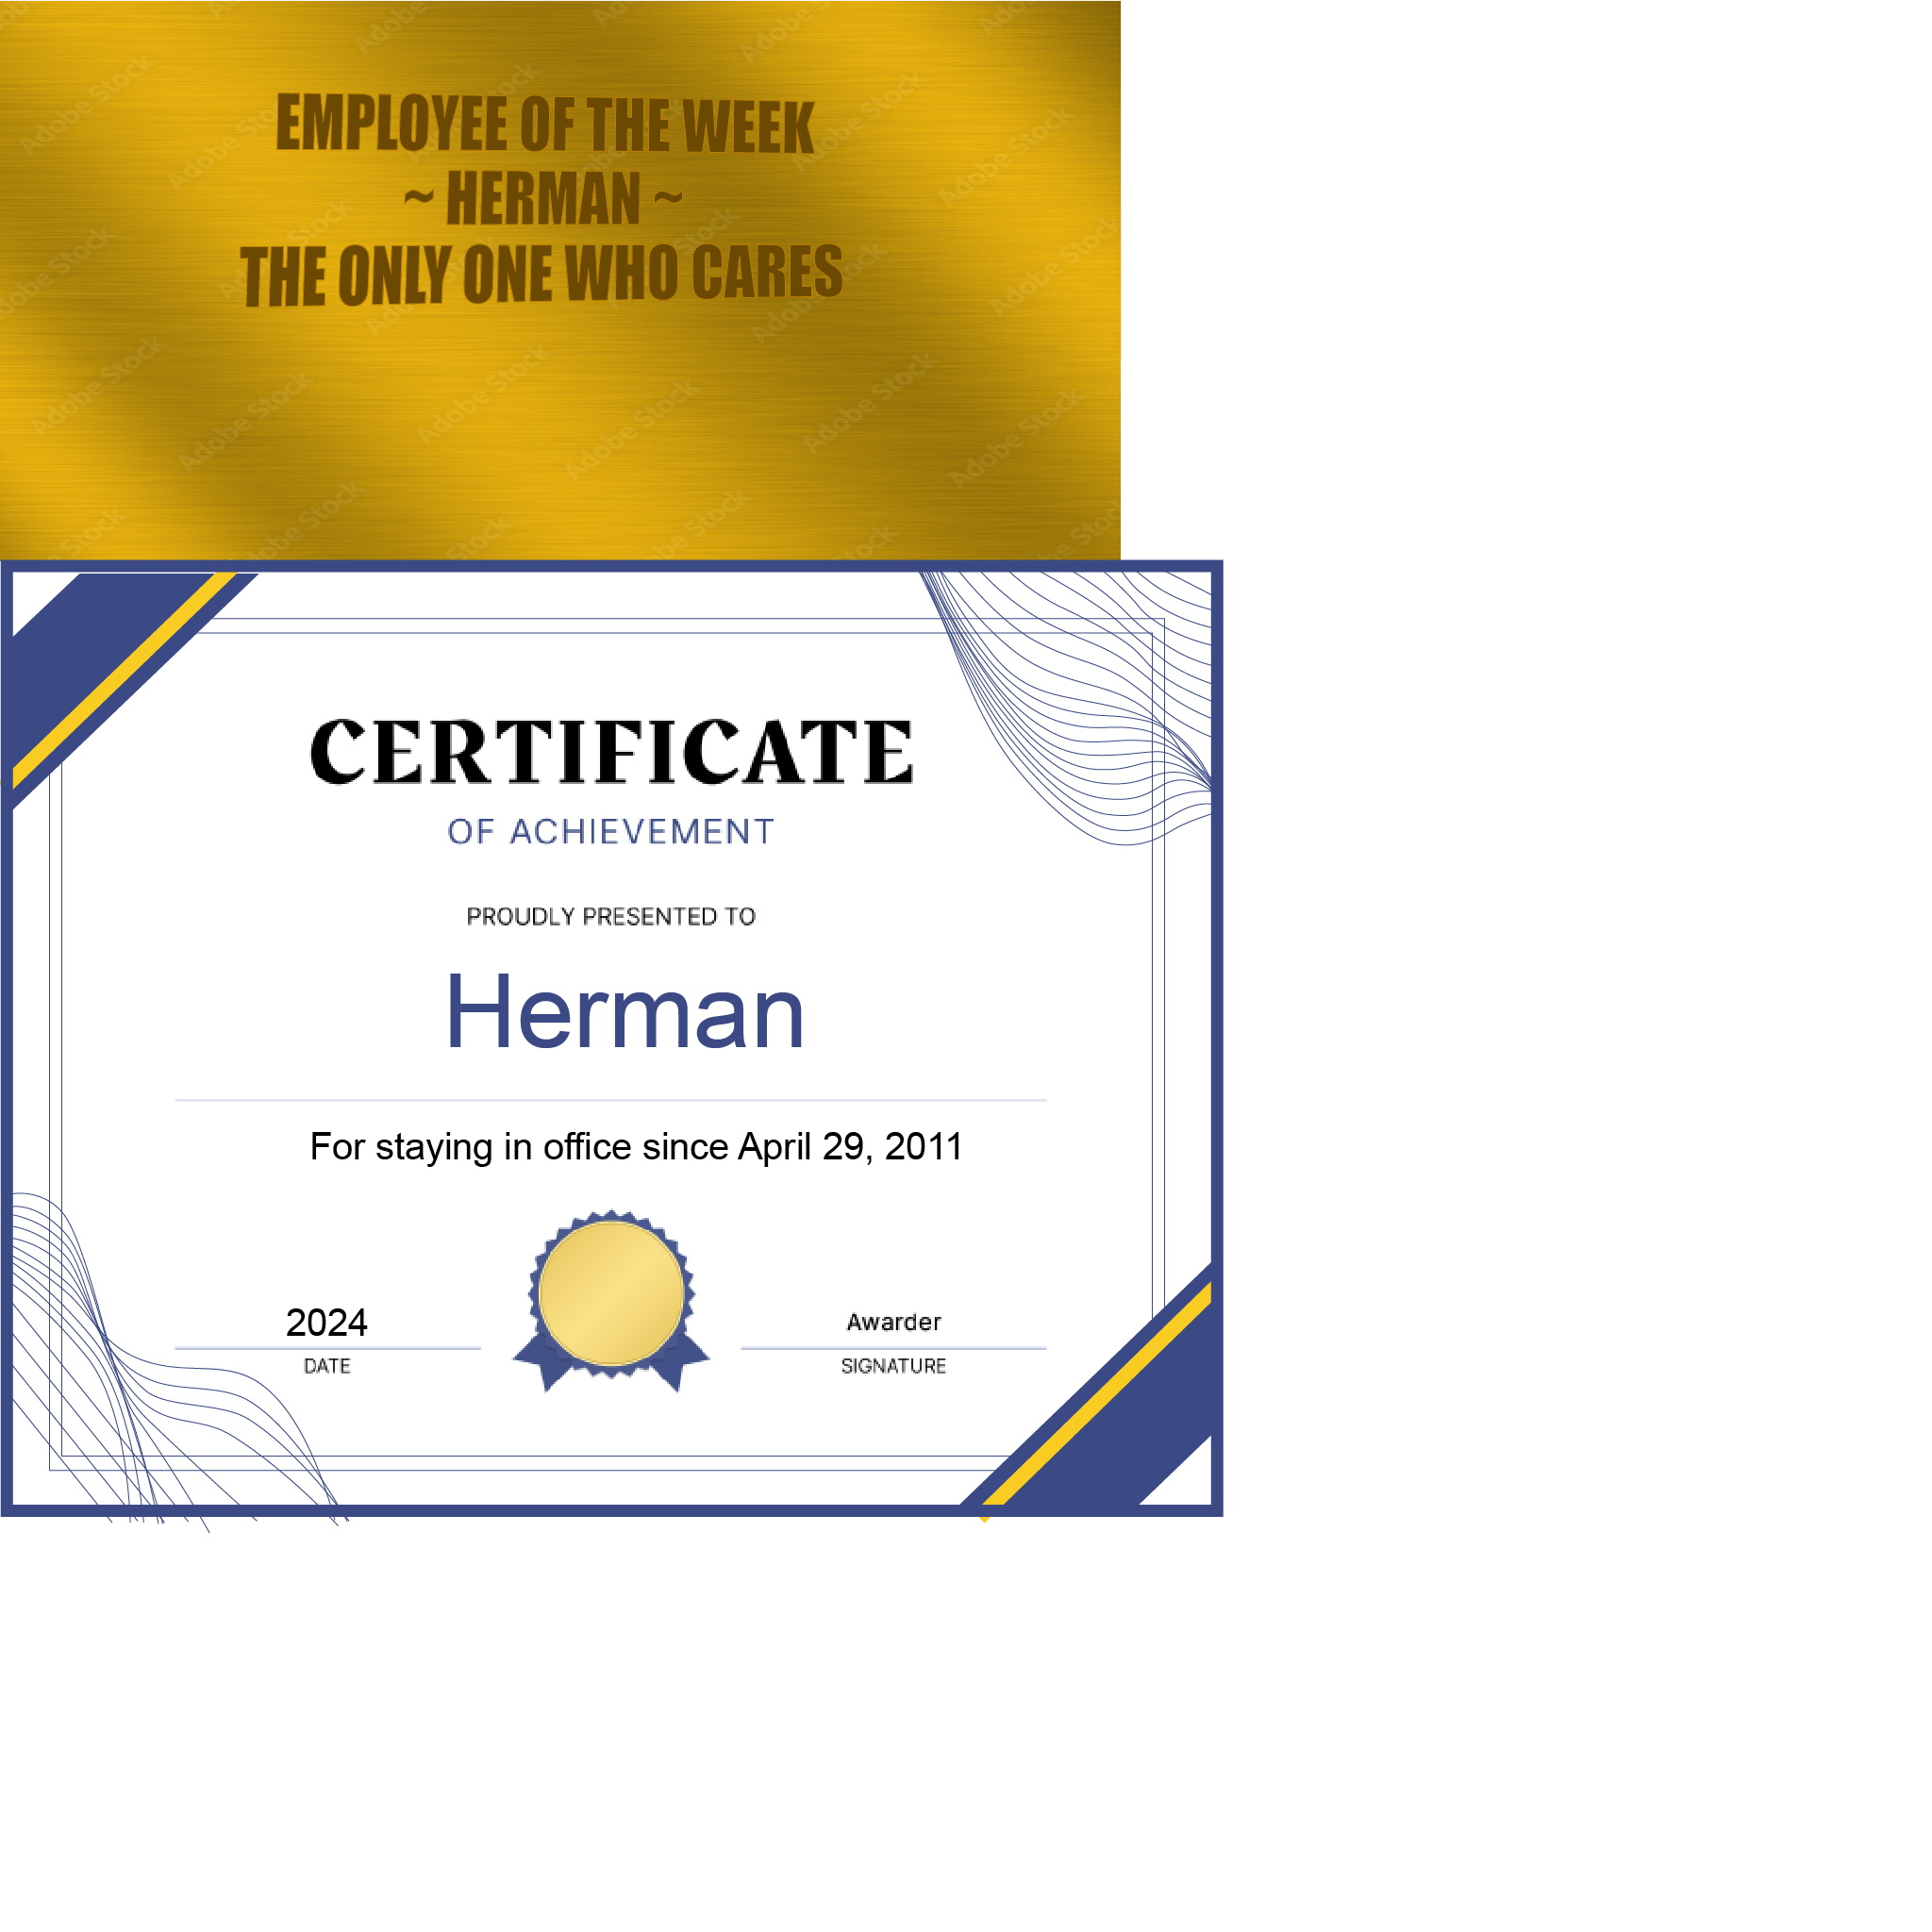 EMPLOYEE OF THE WEEK
~ HERMAN ~
THE ONLY ONE WHO CARES
Adobe Stock
CERTIFICATE
OF ACHIEVEMENT
PROUDLY PRESENTED TO
Herman
For staying in office since April 29, 2011
2024
DATE
Awarder
SIGNATURE